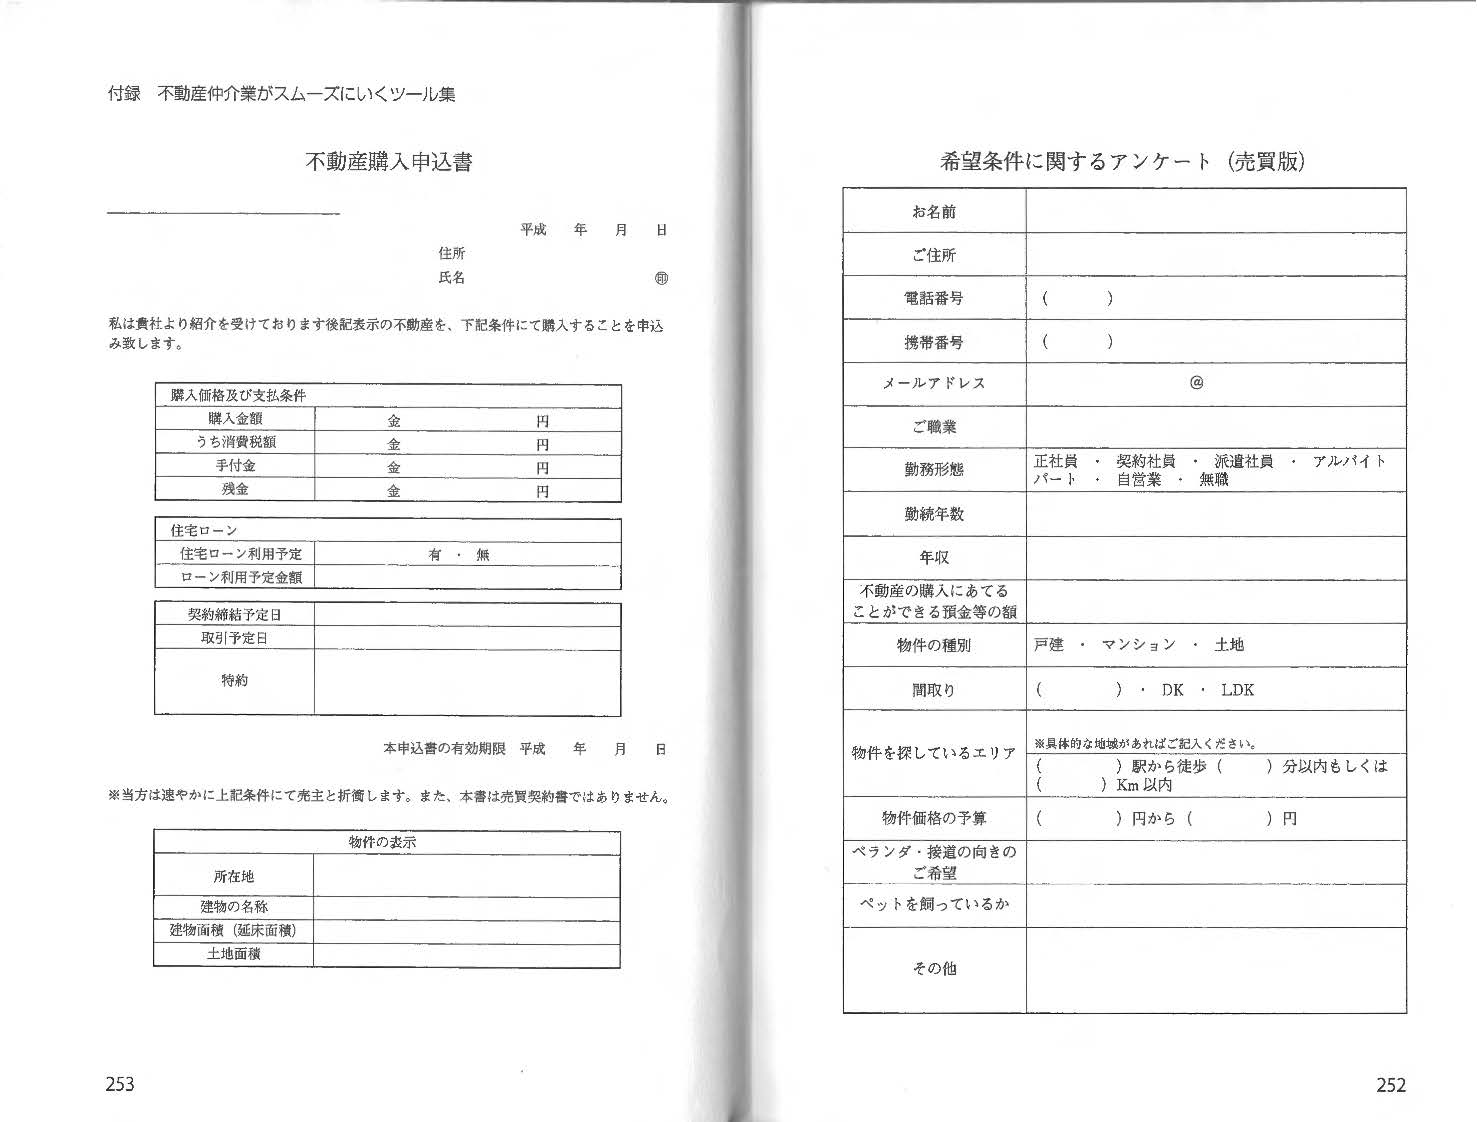 希望条件に関するアンケート（売買版）
お名前
ご住所
電話番号 （　　　）
携帯番号 （　　　）
メールアドレス @
ご職業
勤務形態 正社員 ・ 契約社員 ・ 派遣社員 ・ アルバイト
パート ・ 自営業 ・ 無職
勤続年数
年収
不動産の購入にあてる
ことができる預金等の額
物件の種別 戸建 ・ マンション ・ 土地
間取り （　　　） ・ DK ・ LDK
物件を探しているエリア ※具体的な地域があればご記入ください。
（　　　）駅から徒歩（　　　）分以内もしくは
（　　　）Km 以内
物件価格の予算 （　　　）円から（　　　）円
ベランダ・接道の向きの
ご希望
ペットを飼っているか
その他
252
付録　不動産仲介業がスムーズにいくツール集
不動産購入申込書
平成　　年　　月　　日
住所
氏名 ㊞
私は貴社より紹介を受けております後記表示の不動産を、下記条件にて購入することを申込
み致します。
購入価格及び支払条件
購入金額 金 円
うち消費税額 金 円
手付金 金 円
残金 金 円
住宅ローン
住宅ローン利用予定 有 ・ 無
ローン利用予定金額
契約締結予定日
取引予定日
特約
本申込書の有効期限　平成　　年　　月　　日
※当方は速やかに上記条件にて売主と折衝します。また、本書は売買契約書ではありません。
物件の表示
所在地
建物の名称
建物面積（延床面積）
土地面積
253